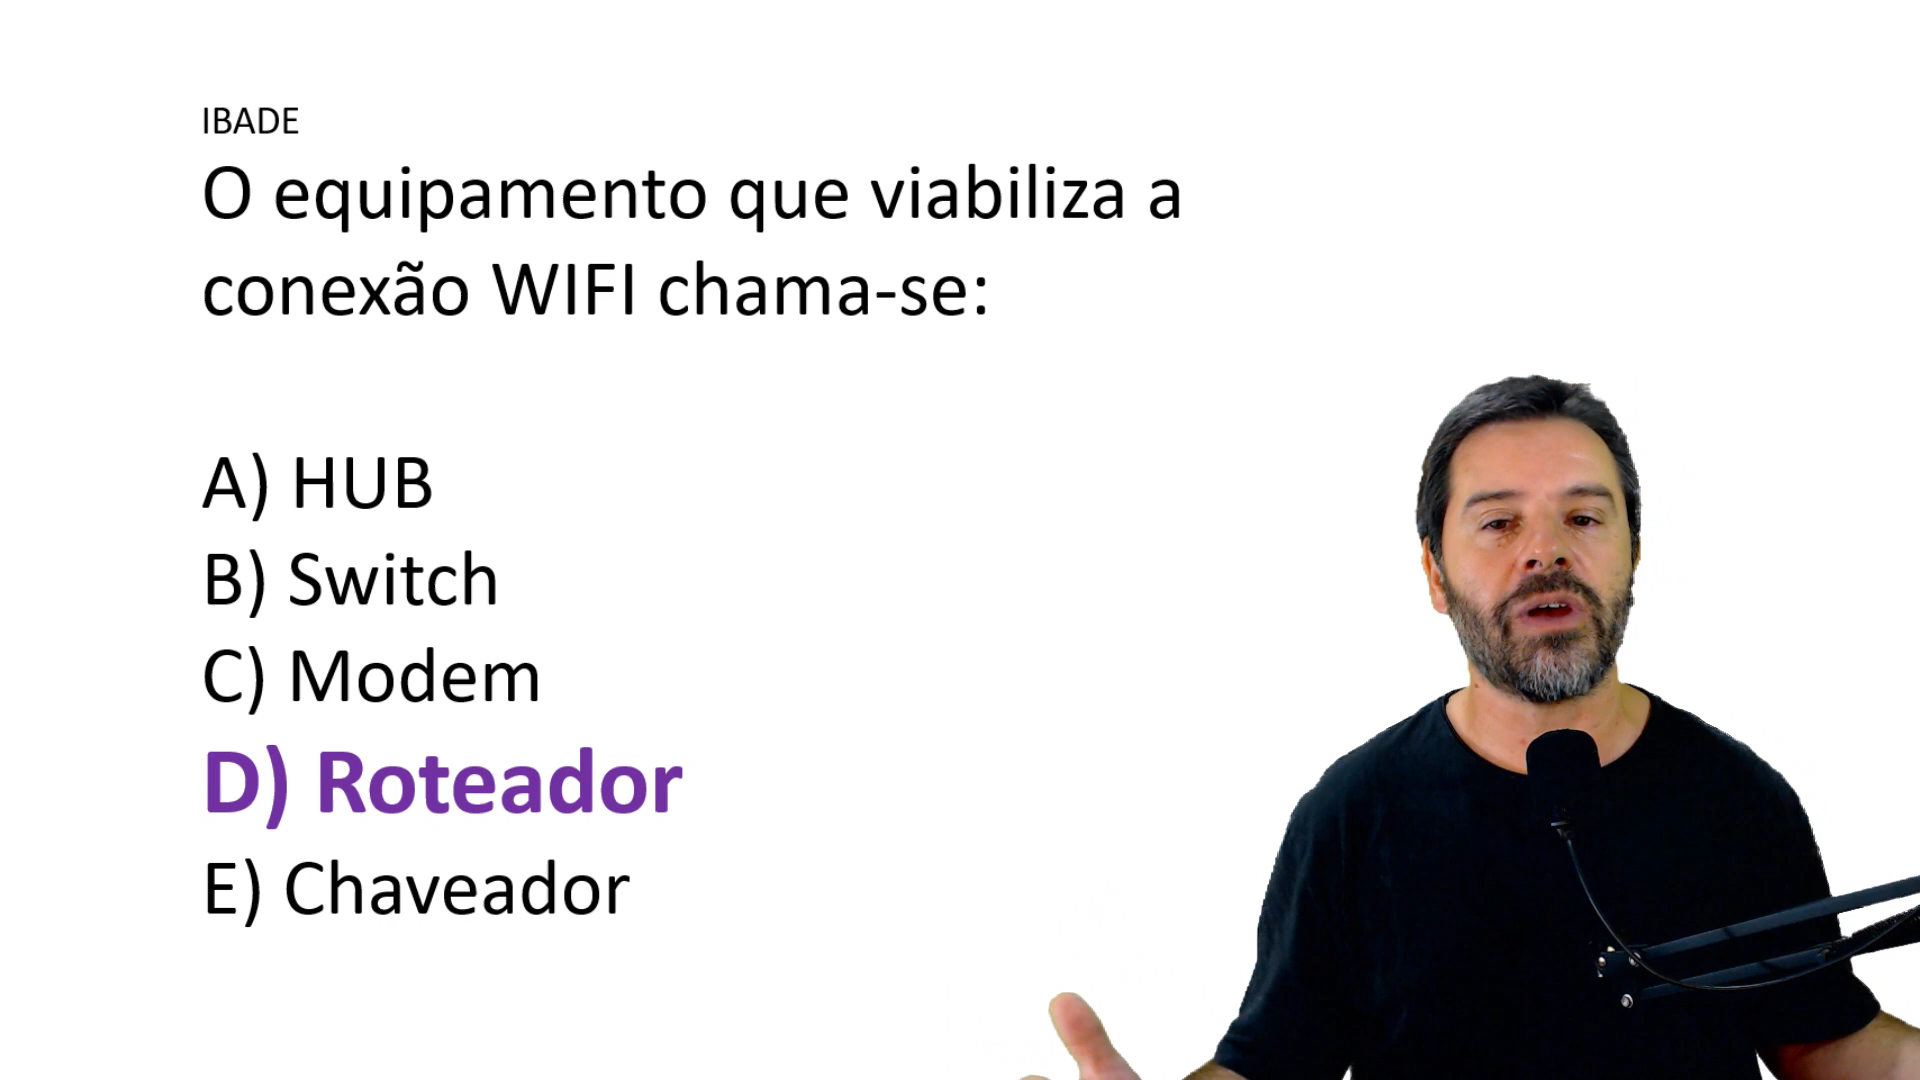 IBADE
O equipamento que viabiliza a
conexão WIFI chama-se:
A) HUB
B) Switch
C) Modem
D) Roteador
E) Chaveador